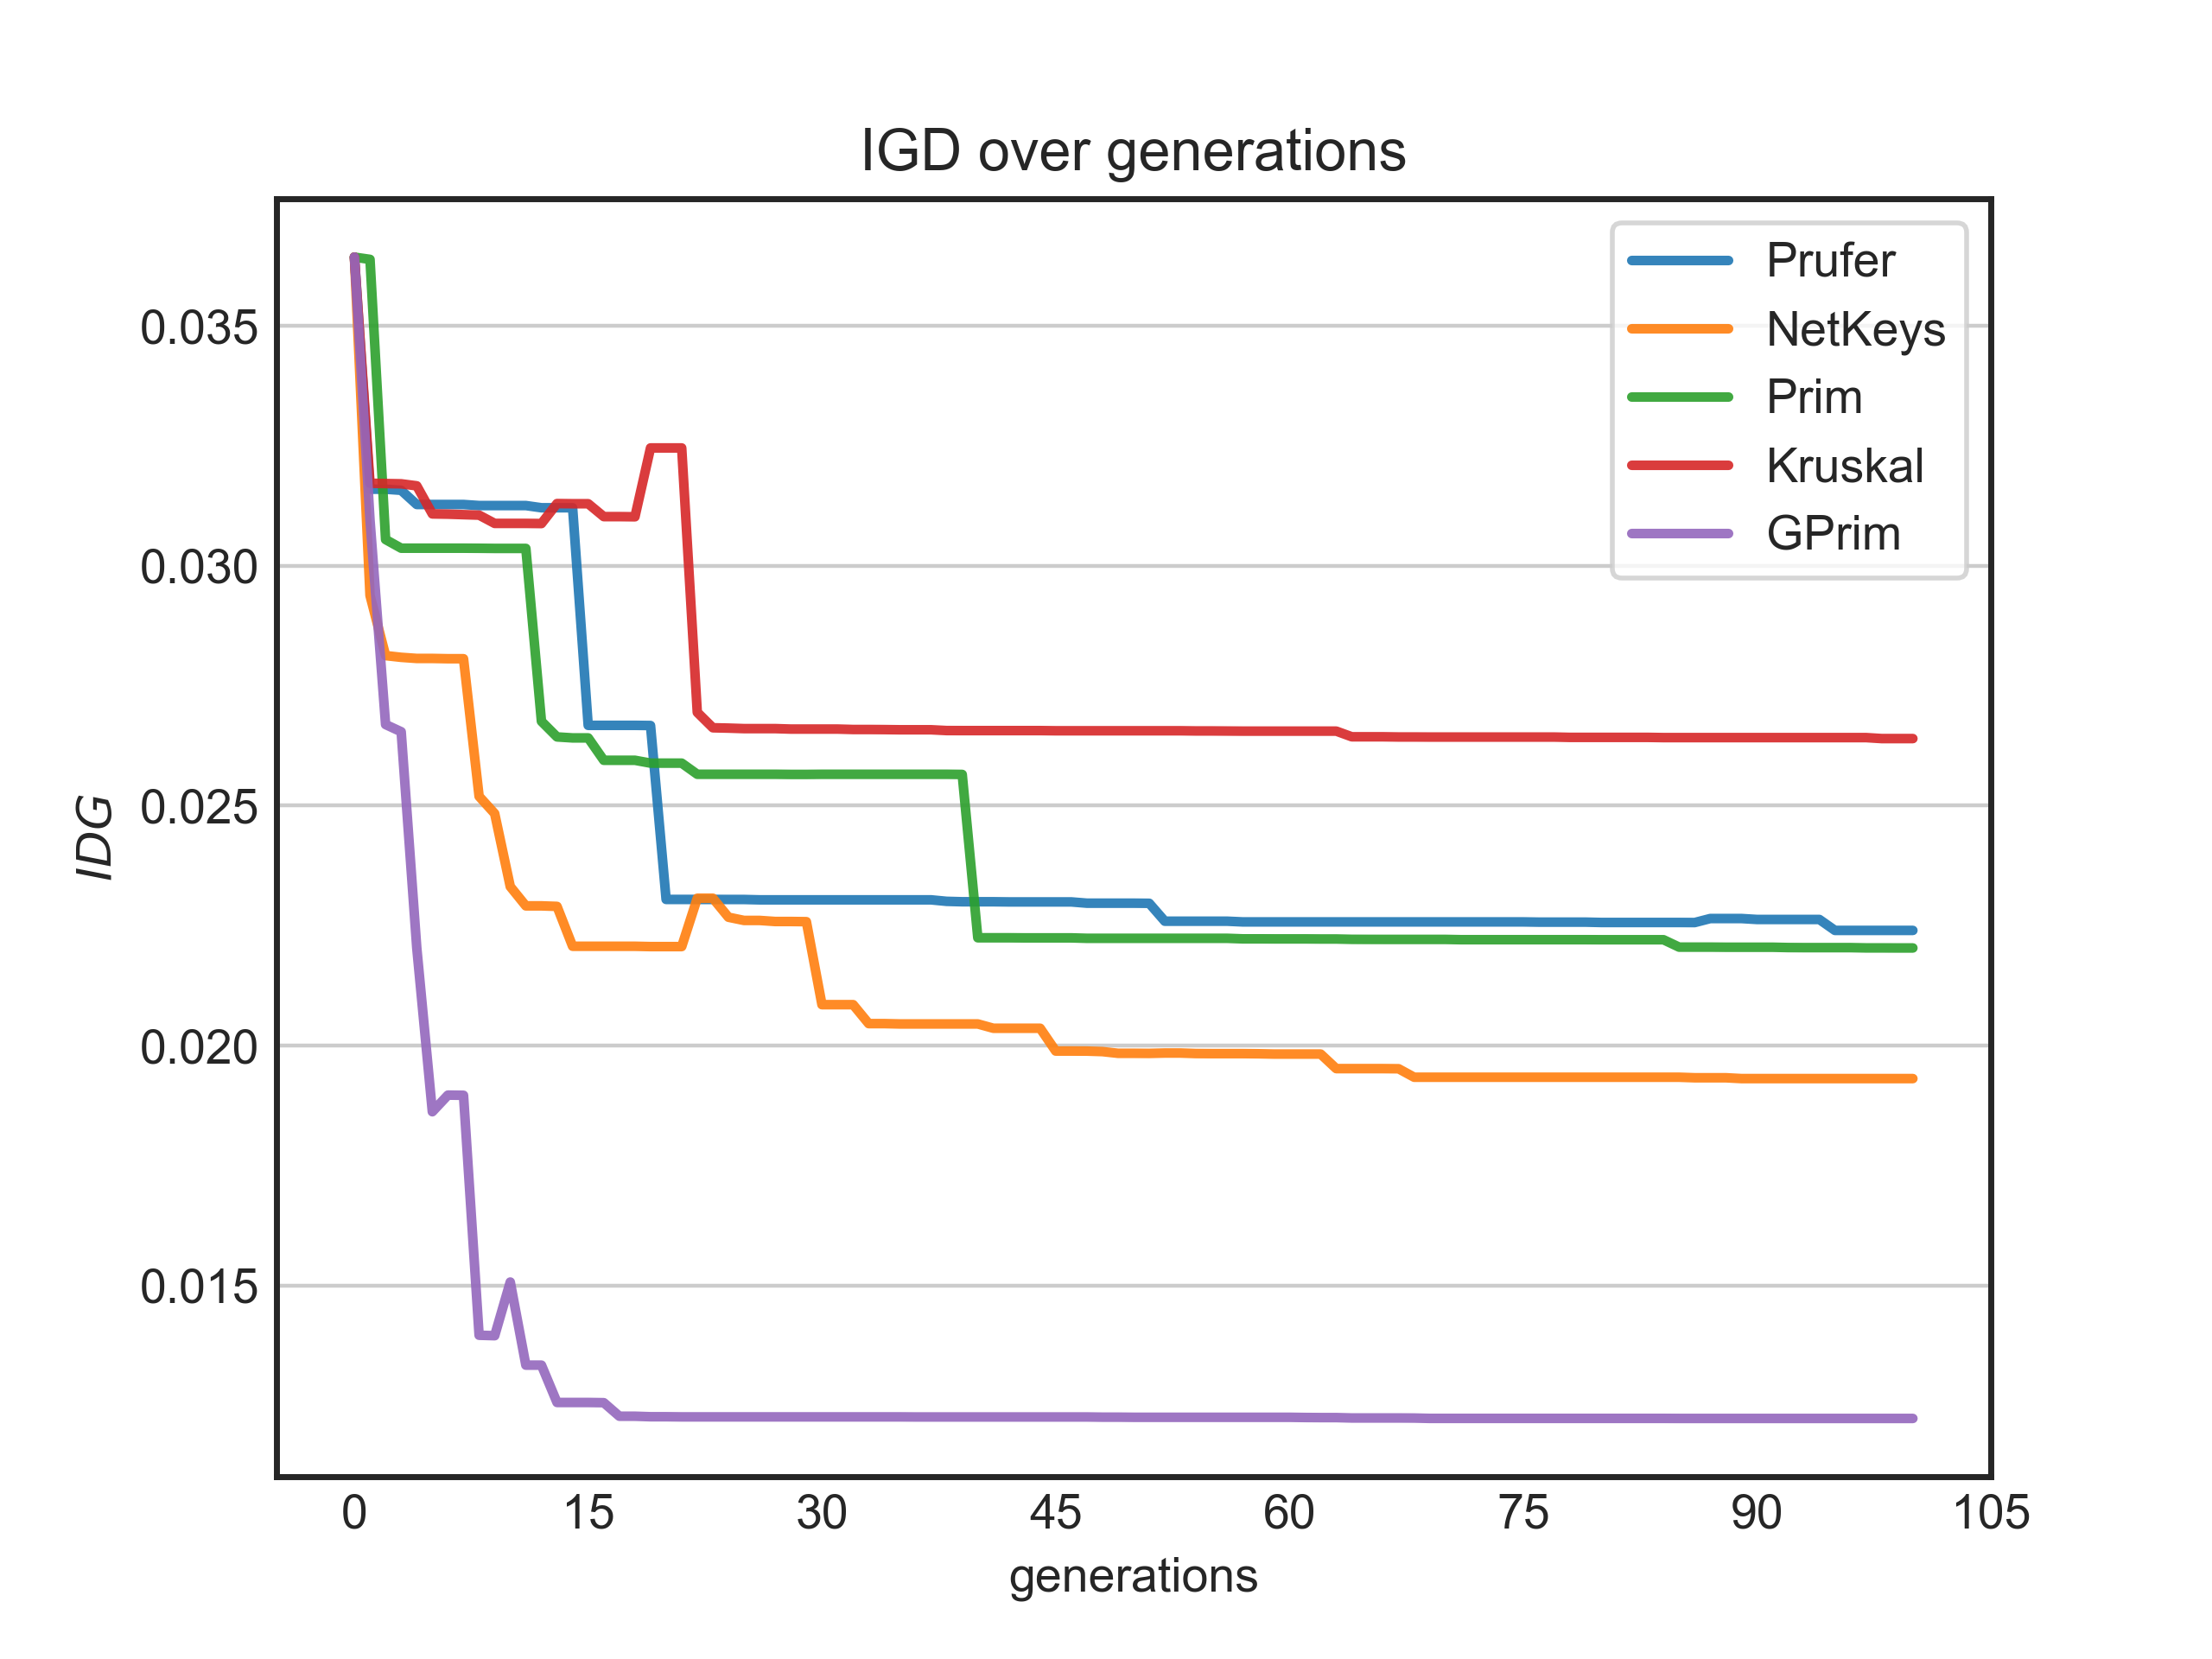 IGD over generations
Prufer
NetKeys
Prim
Kruskal
GPrim
IDG
0.035
0.030
0.025
0.020
0.015
0 15 30 45 60 75 90 105
generations